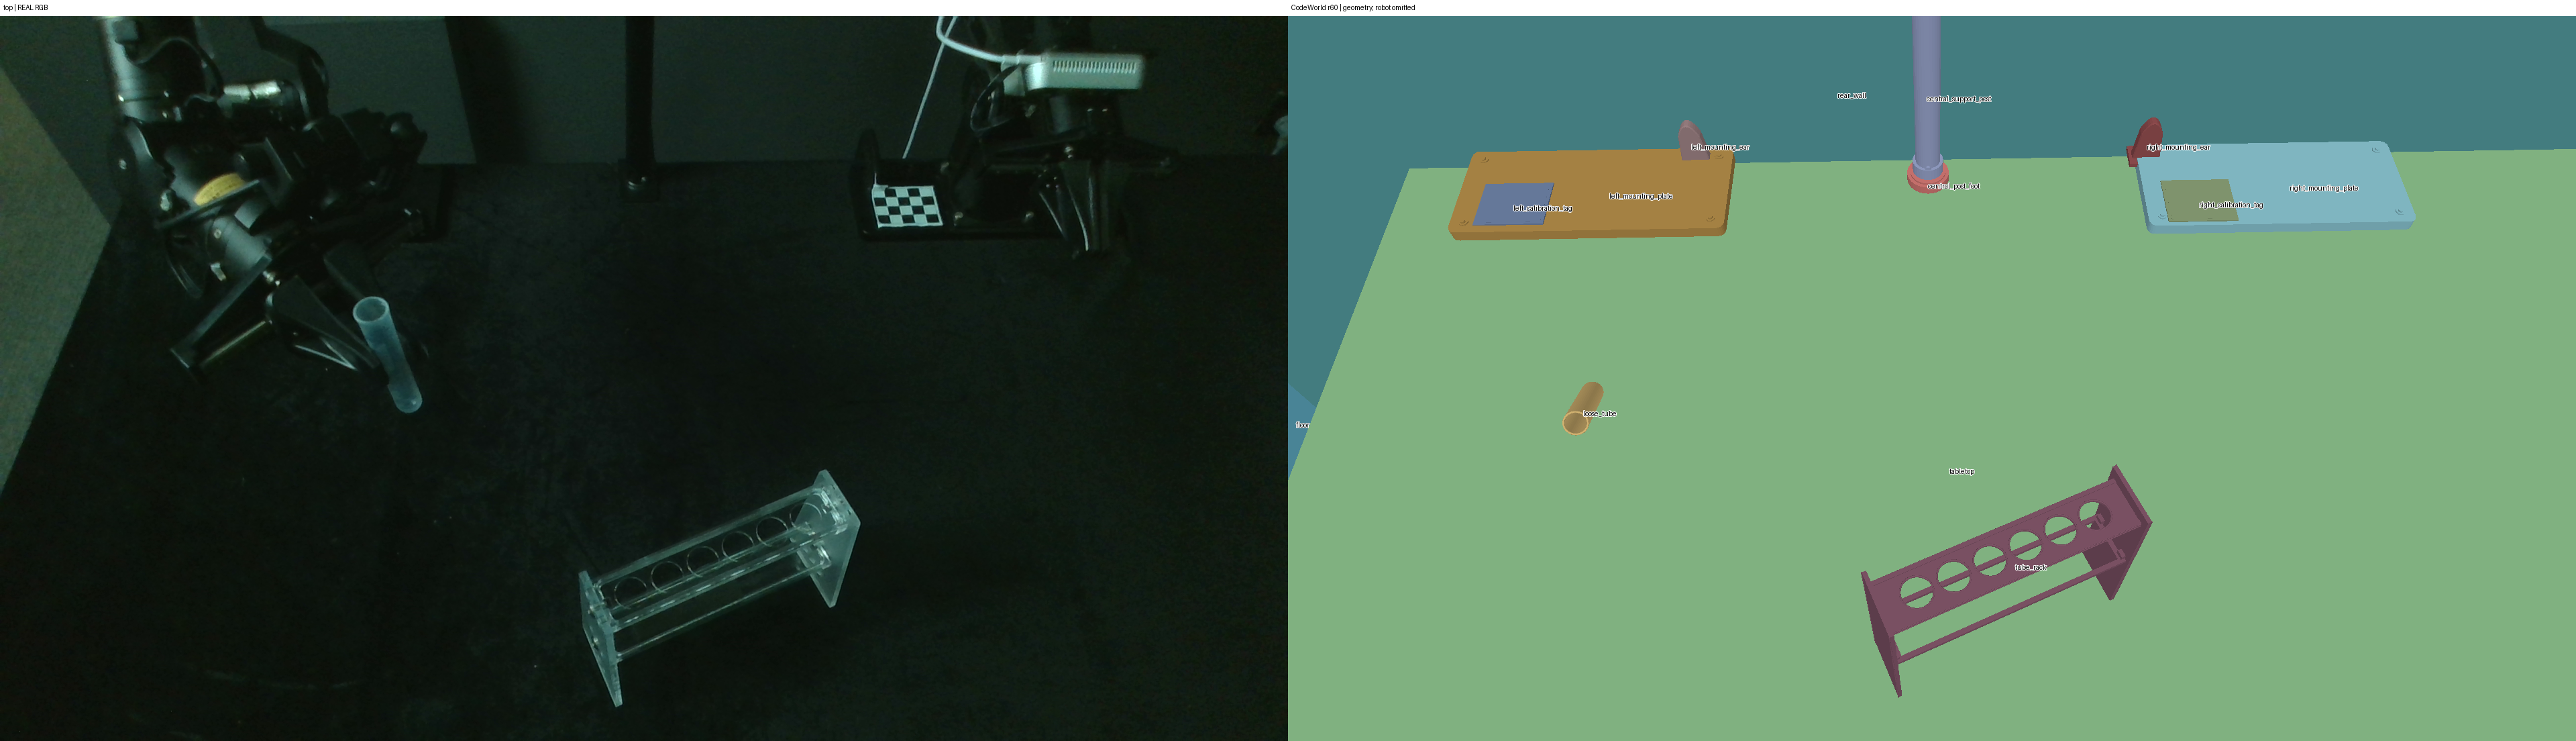 top | REAL RGB
CodeWorld r60 | geometry; robot omitted
rear_wall
central_support_post
left_mounting_ear
right_mounting_ear
central_post_foot
left_mounting_plate
right_mounting_plate
left_calibration_tag
right_calibration_tag
loose_tube
floor
tabletop
tube_rack